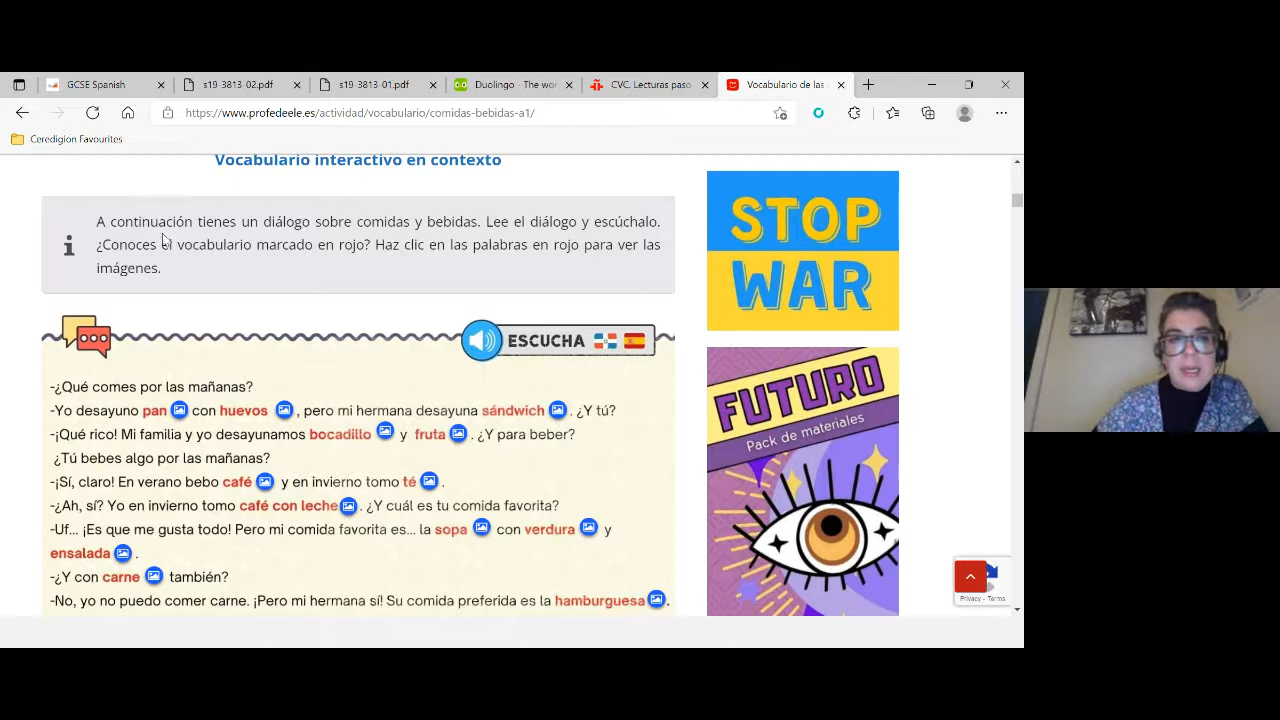 GCSE Spanish
s19-3813-02.pdf
s19-3813-01.pdf
Duolingo - The wor
CVC. Lecturas paso
Vocabulario de las
https://www.profedeele.es/actividad/vocabulario/comidas-bebidas-a1/
Ceredigion Favourites
Vocabulario interactivo en contexto
A continuación tienes un diálogo sobre comidas y bebidas. Lee el diálogo y escúchalo.
¿Conoces el vocabulario marcado en rojo? Haz clic en las palabras en rojo para ver las
imágenes.
ESCUCHA
-¿Qué comes por las mañanas?
-Yo desayuno pan con huevos , pero mi hermana desayuna sándwich . ¿Y tú?
-¡Qué rico! Mi familia y yo desayunamos bocadillo y fruta . ¿Y para beber?
¿Tú bebes algo por las mañanas?
-¡Sí, claro! En verano bebo café y en invierno tomo té .
-¿Ah, sí? Yo en invierno tomo café con leche . ¿Y cuál es tu comida favorita?
-Uf... ¡Es que me gusta todo! Pero mi comida favorita es... la sopa con verdura y
ensalada .
-¿Y con carne también?
-No, yo no puedo comer carne. ¡Pero mi hermana sí! Su comida preferida es la hamburguesa .
STOP
WAR
FUTURO
Pack de materiales
Privacy - Terms